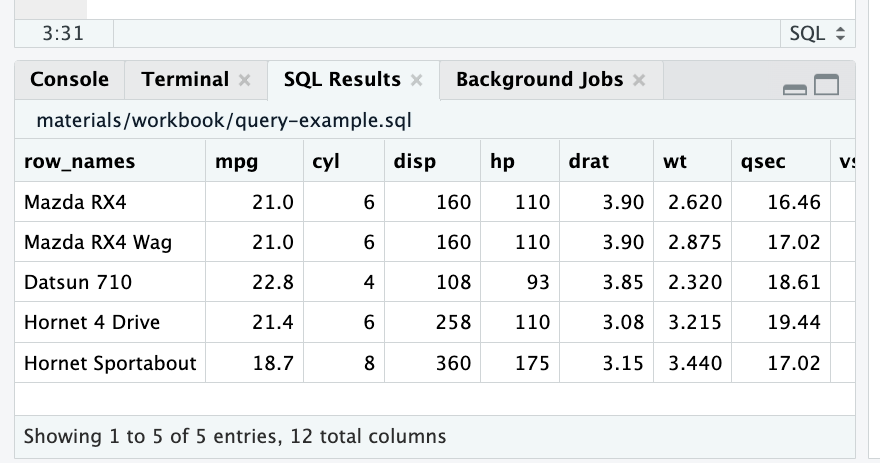 3:31 SQL
Console Terminal SQL Results Background Jobs
materials/workbook/query-example.sql
row_names mpg cyl disp hp drat wt qsec vs
Mazda RX4 21.0 6 160 110 3.90 2.620 16.46
Mazda RX4 Wag 21.0 6 160 110 3.90 2.875 17.02
Datsun 710 22.8 4 108 93 3.85 2.320 18.61
Hornet 4 Drive 21.4 6 258 110 3.08 3.215 19.44
Hornet Sportabout 18.7 8 360 175 3.15 3.440 17.02
Showing 1 to 5 of 5 entries, 12 total columns